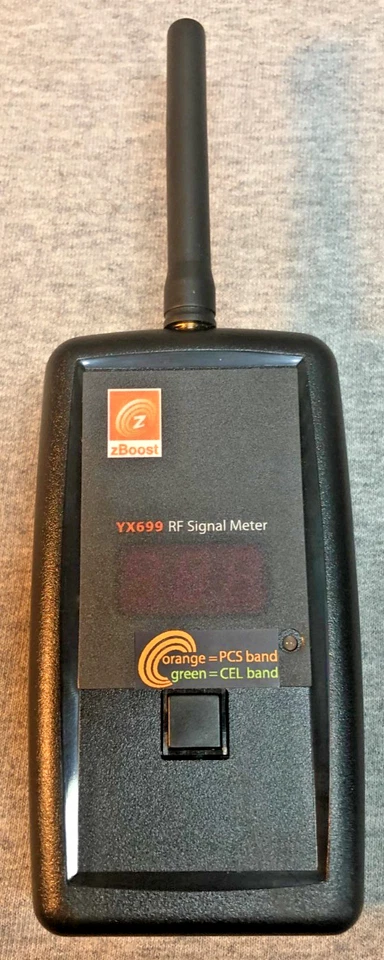 z
zBoost
YX699 RF Signal Meter
orange = PCS band
green = CEL band